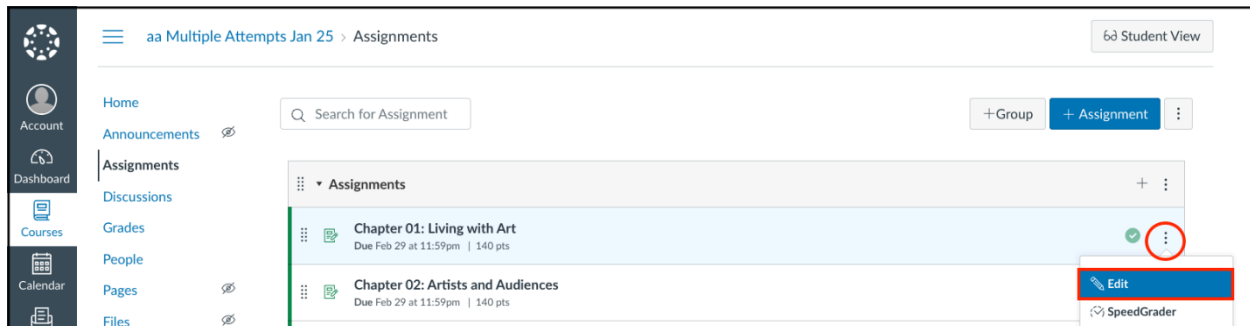 aa Multiple Attempts Jan 25 > Assignments
Student View
Account
Dashboard
Courses
Calendar
Home
Announcements
Assignments
Discussions
Grades
People
Pages
Files
Search for Assignment
+Group
+ Assignment
Assignments
Chapter 01: Living with Art
Due Feb 29 at 11:59pm | 140 pts
Chapter 02: Artists and Audiences
Due Feb 29 at 11:59pm | 140 pts
Edit
SpeedGrader